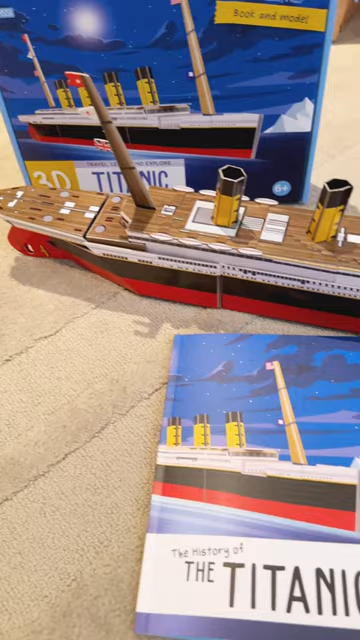 Book and model
TRAVEL, LEARN AND EXPLORE
3D
TITANIC
6+
The History of
THE TITANIC